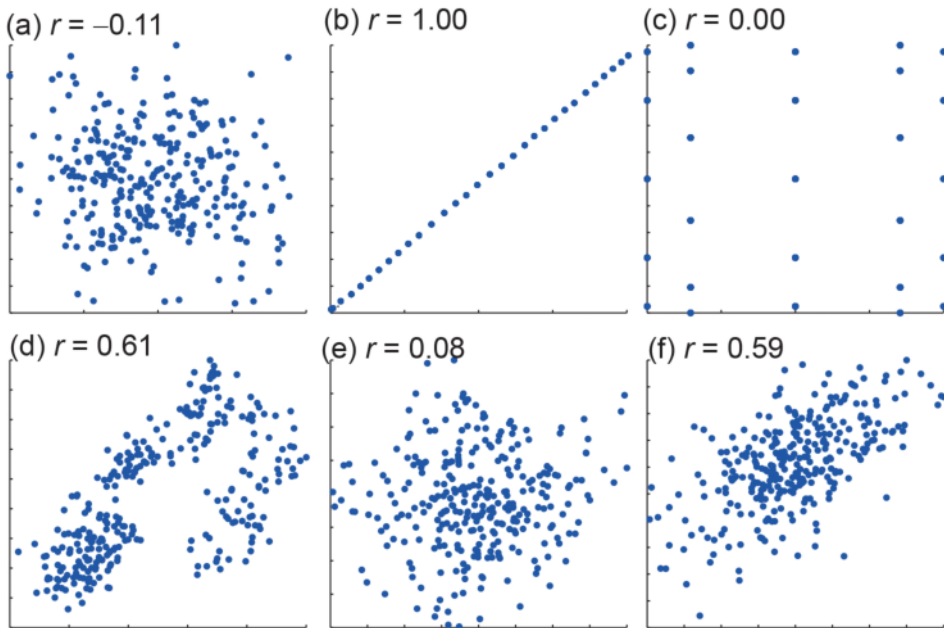 (a) r = −0.11
(b) r = 1.00
(c) r = 0.00
(d) r = 0.61
(e) r = 0.08
(f) r = 0.59